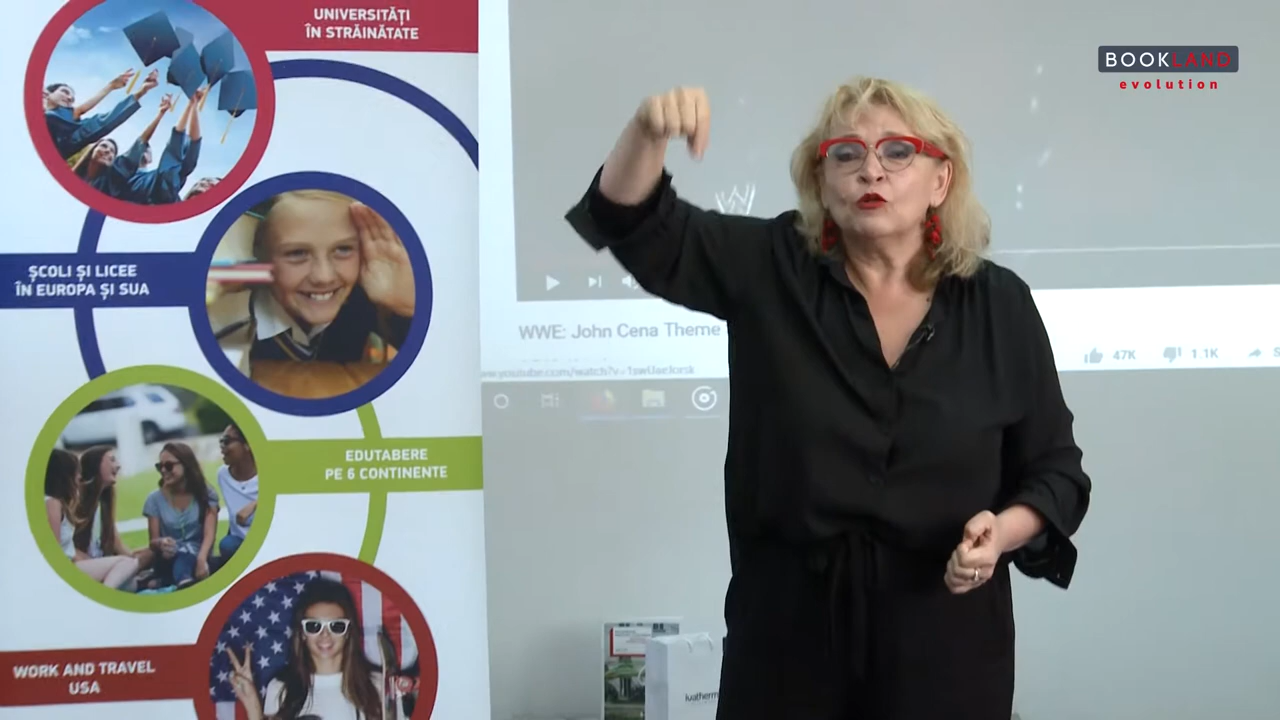 UNIVERSITĂȚI
ÎN STRĂINĂTATE
BOOKLAND
evolution
ȘCOLI ȘI LICEE
ÎN EUROPA ȘI SUA
WWE: John Cena Theme
47K
1.1K
S
EDUTABERE
PE 6 CONTINENTE
WORK AND TRAVEL
USA
luatherm